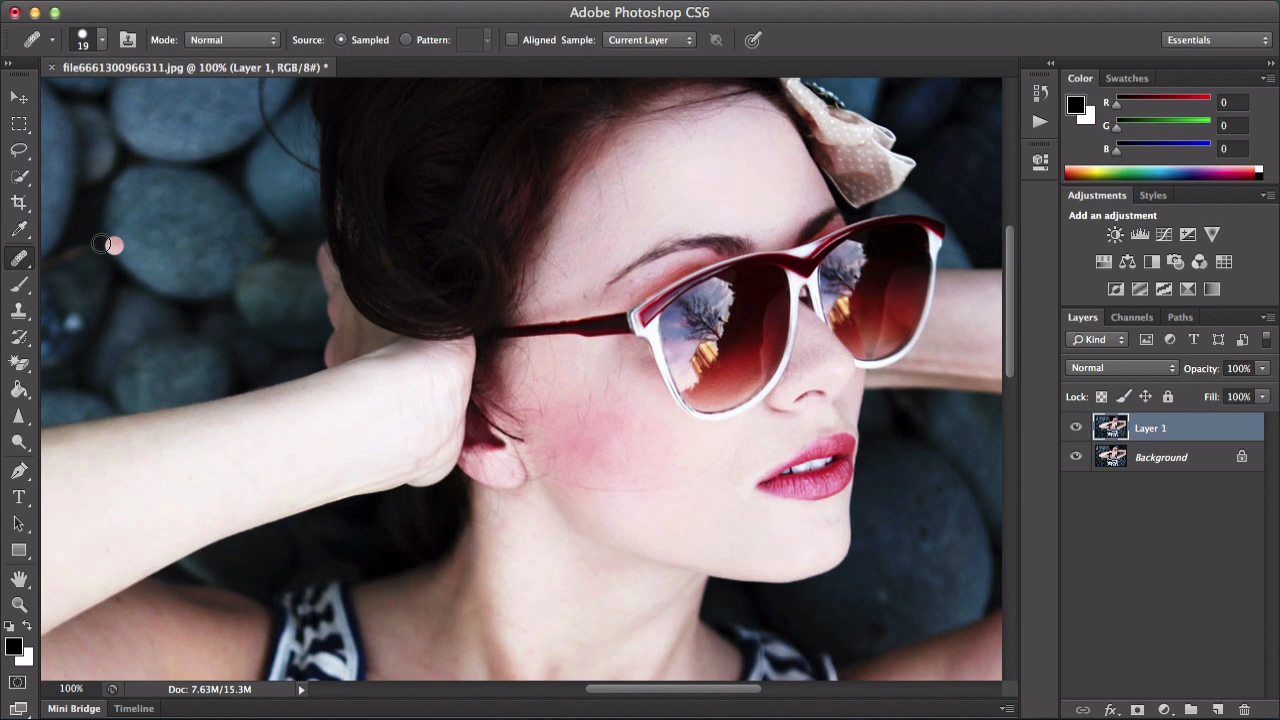 Adobe Photoshop CS6
19 Mode: Normal Source: Sampled Pattern: Aligned Sample: Current Layer Essentials
× file6661300966311.jpg @ 100% (Layer 1, RGB/8#) *
Color Swatches
R 0
G 0
B 0
Adjustments Styles
Add an adjustment
Layers Channels Paths
Kind
Normal Opacity: 100%
Lock: Fill: 100%
Layer 1
Background
100% Doc: 7.63M/15.3M
Mini Bridge Timeline